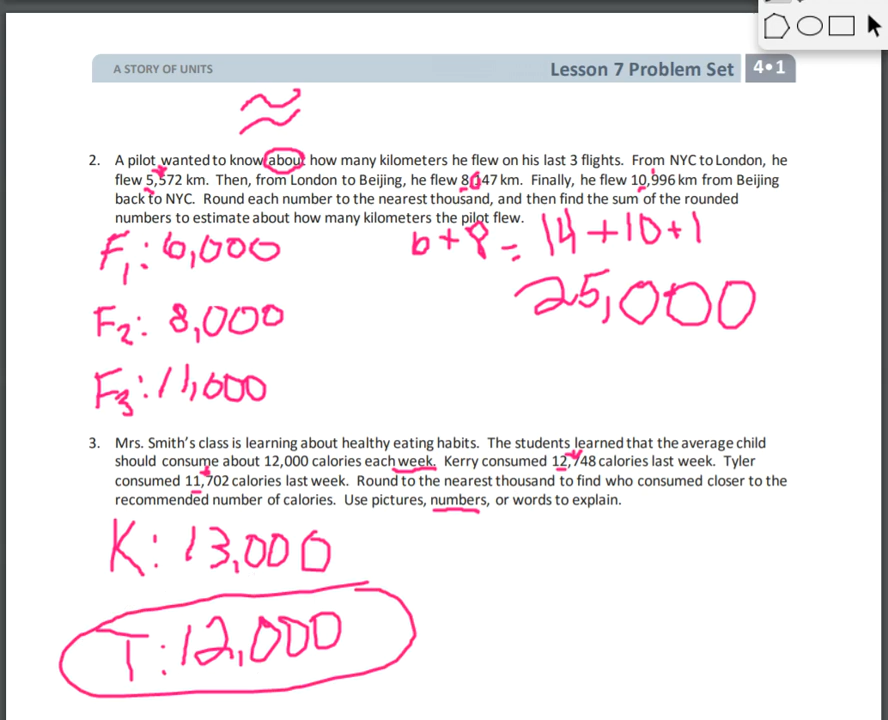 A STORY OF UNITS
Lesson 7 Problem Set 4•1
≈
2. A pilot wanted to know about how many kilometers he flew on his last 3 flights. From NYC to London, he
flew 5,572 km. Then, from London to Beijing, he flew 8,047 km. Finally, he flew 10,996 km from Beijing
back to NYC. Round each number to the nearest thousand, and then find the sum of the rounded
numbers to estimate about how many kilometers the pilot flew.
F1: 6,000
6+8 = 14+10+1
25,000
F2: 8,000
F3: 11,000
3. Mrs. Smith's class is learning about healthy eating habits. The students learned that the average child
should consume about 12,000 calories each week. Kerry consumed 12,748 calories last week. Tyler
consumed 11,702 calories last week. Round to the nearest thousand to find who consumed closer to the
recommended number of calories. Use pictures, numbers, or words to explain.
K: 13,000
T: 12,000